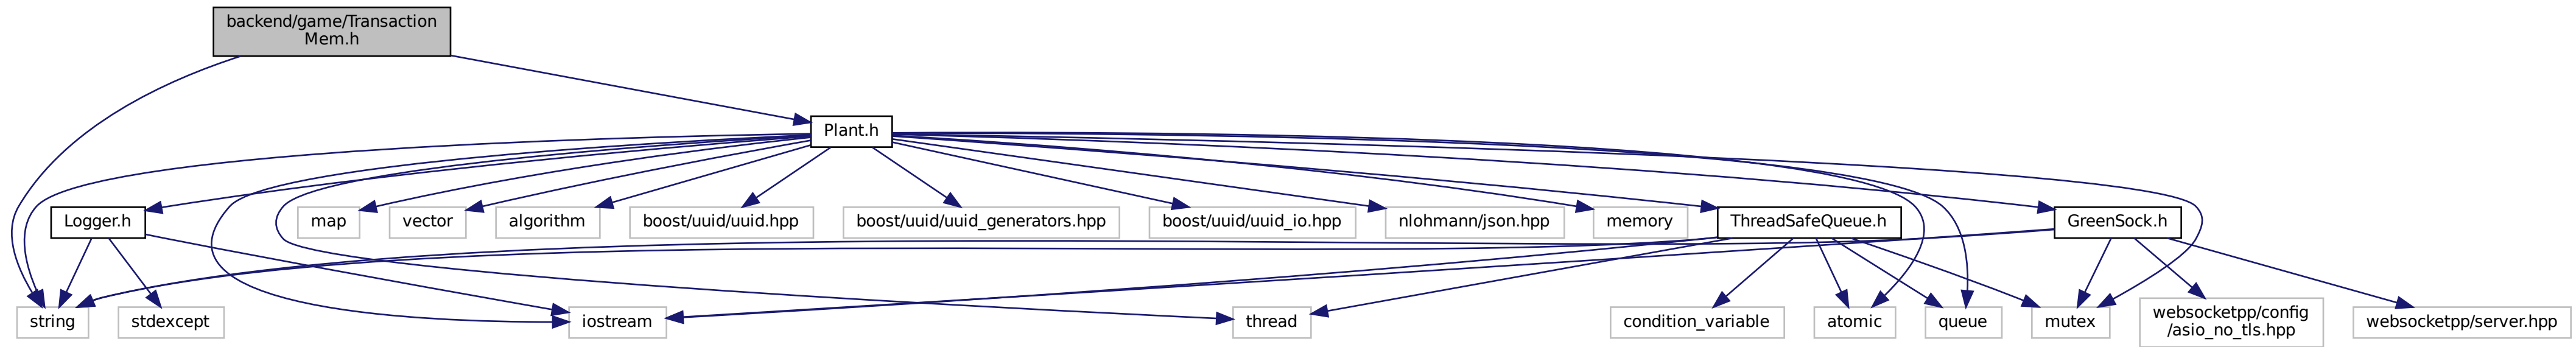 backend/game/Transaction
Mem.h
Plant.h
Logger.h
map
vector
algorithm
boost/uuid/uuid.hpp
boost/uuid/uuid_generators.hpp
boost/uuid/uuid_io.hpp
nlohmann/json.hpp
memory
ThreadSafeQueue.h
GreenSock.h
string
stdexcept
iostream
thread
condition_variable
atomic
queue
mutex
websocketpp/config
/asio_no_tls.hpp
websocketpp/server.hpp